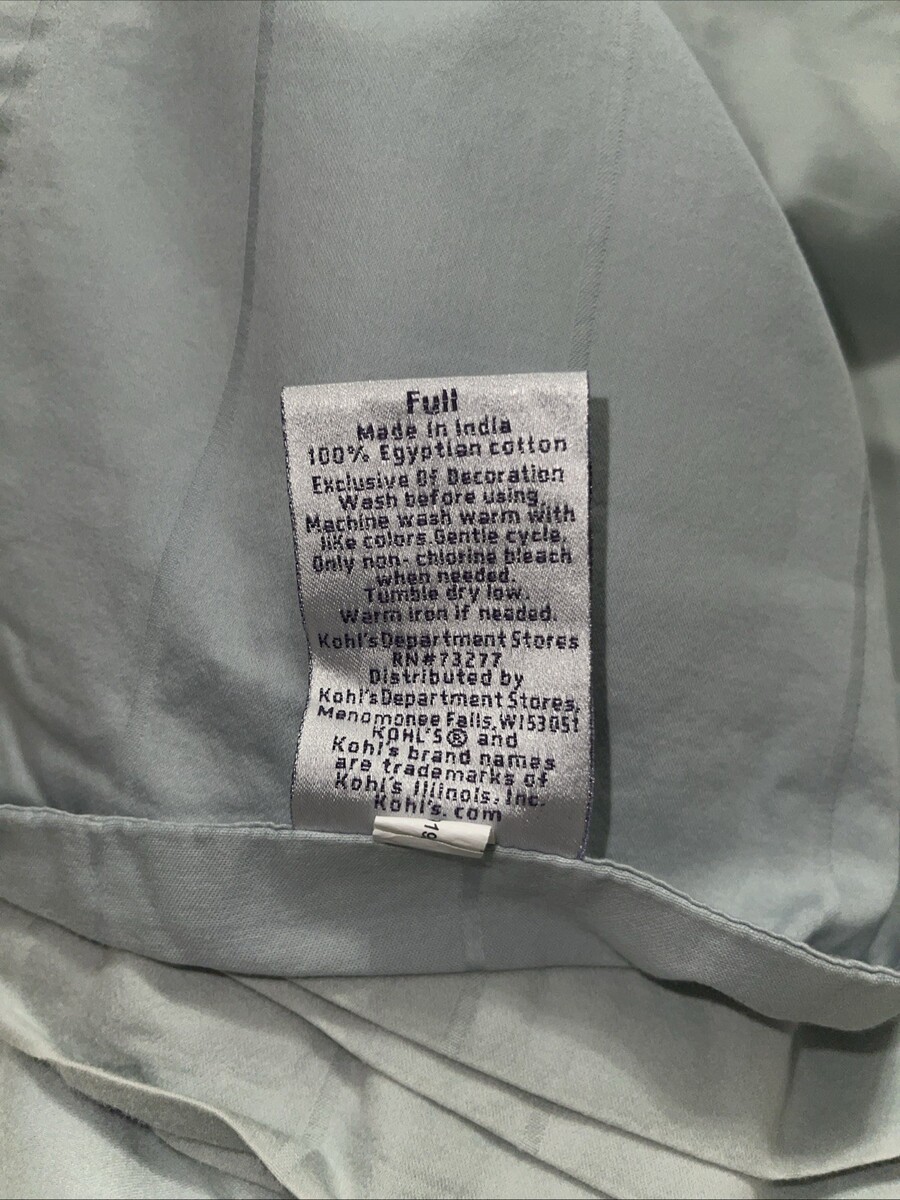 Full
Made in India
100% Egyptian cotton
Exclusive Of Decoration
Wash before using.
Machine wash warm with
like colors.Gentle cycle.
Only non- chlorine bleach
when needed.
Tumble dry low.
Warm iron if needed.
Kohl'sDepartment Stores
RN#73277
Distributed by
Kohl'sDepartment Stores,
Menomonee Falls,WI53051
KOHL'S® and
Kohl's brand names
are trademarks of
Kohl's Illinois, Inc.
Kohl's. com
19